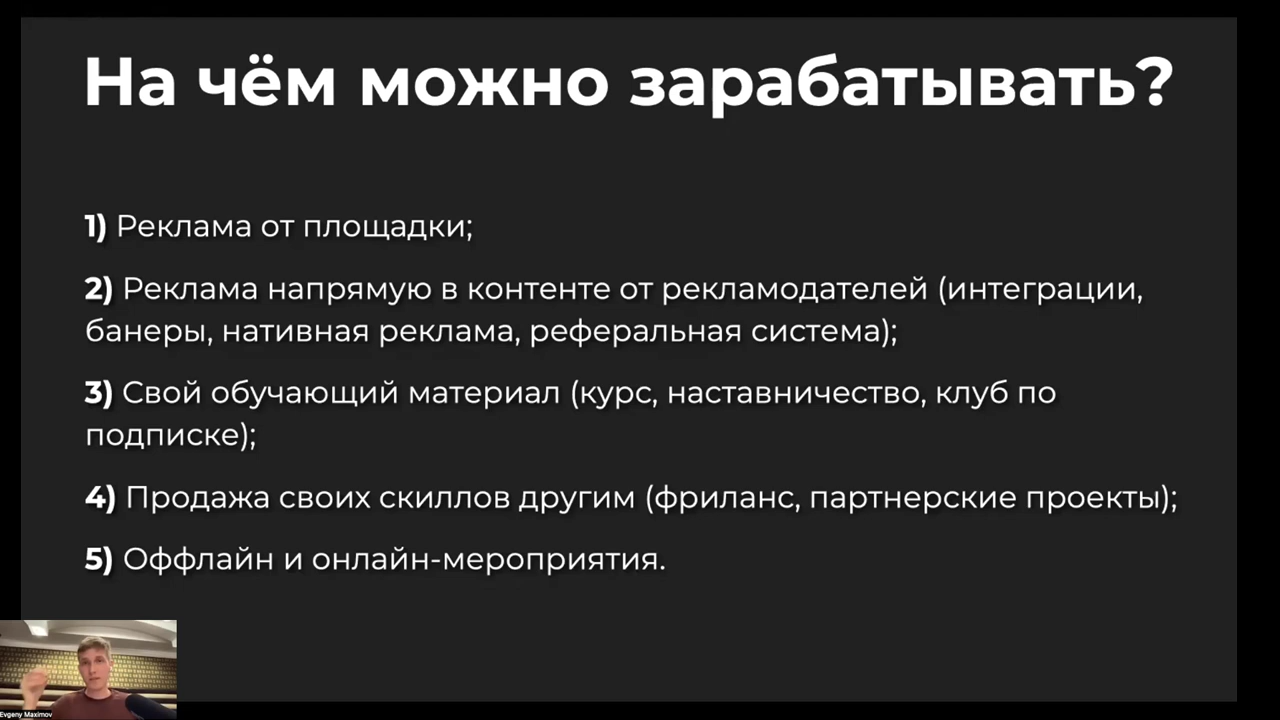 На чём можно зарабатывать?
1) Реклама от площадки;
2) Реклама напрямую в контенте от рекламодателей (интеграции,
банеры, нативная реклама, реферальная система);
3) Свой обучающий материал (курс, наставничество, клуб по
подписке);
4) Продажа своих скиллов другим (фриланс, партнерские проекты);
5) Оффлайн и онлайн-мероприятия.
Evgeny Maximov